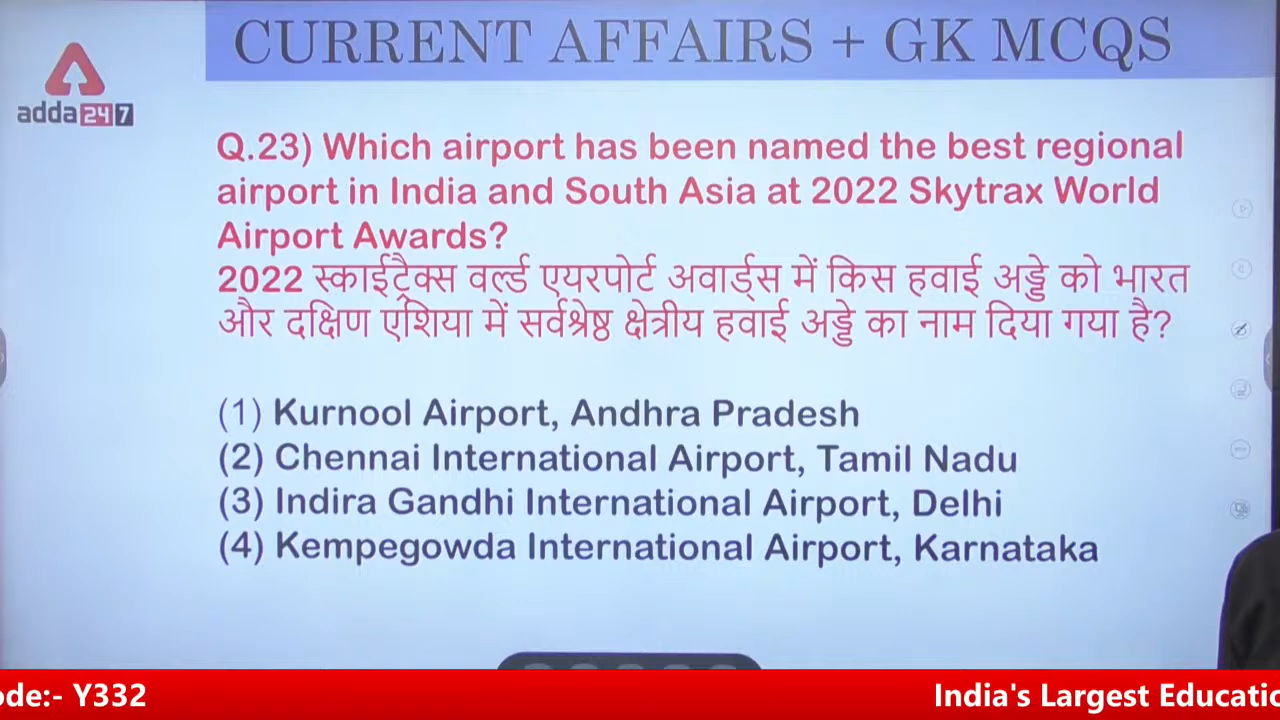 CURRENT AFFAIRS + GK MCQS
adda247
Q.23) Which airport has been named the best regional
airport in India and South Asia at 2022 Skytrax World
Airport Awards?
2022 स्काईट्रैक्स वर्ल्ड एयरपोर्ट अवार्ड्स में किस हवाई अड्डे को भारत
और दक्षिण एशिया में सर्वश्रेष्ठ क्षेत्रीय हवाई अड्डे का नाम दिया गया है?
(1) Kurnool Airport, Andhra Pradesh
(2) Chennai International Airport, Tamil Nadu
(3) Indira Gandhi International Airport, Delhi
(4) Kempegowda International Airport, Karnataka
ode:- Y332
India's Largest Educatio